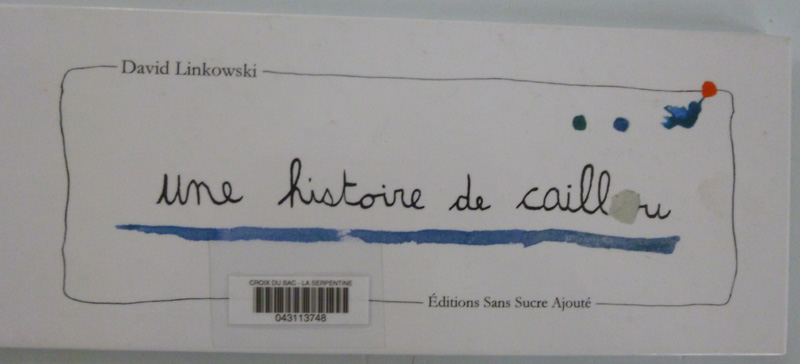 David Linkowski
une histoire de caillou
CROIX DU BAC - LA SERPENTINE
043113748
Éditions Sans Sucre Ajouté